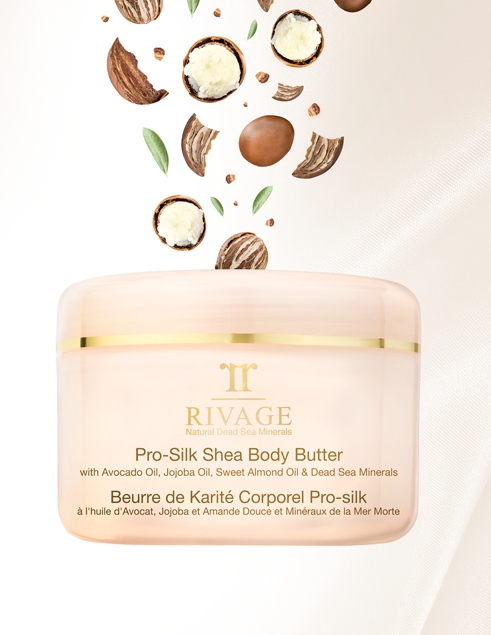 RIVAGE
Natural Dead Sea Minerals
Pro-Silk Shea Body Butter
with Avocado Oil, Jojoba Oil, Sweet Almond Oil & Dead Sea Minerals
Beurre de Karité Corporel Pro-silk
à l'huile d'Avocat, Jojoba et Amande Douce et Minéraux de la Mer Morte